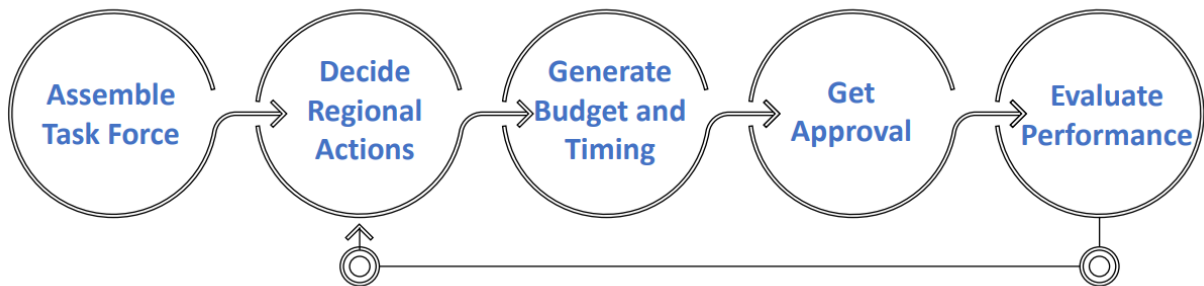 Assemble
Task Force
Decide
Regional
Actions
Generate
Budget and
Timing
Get
Approval
Evaluate
Performance